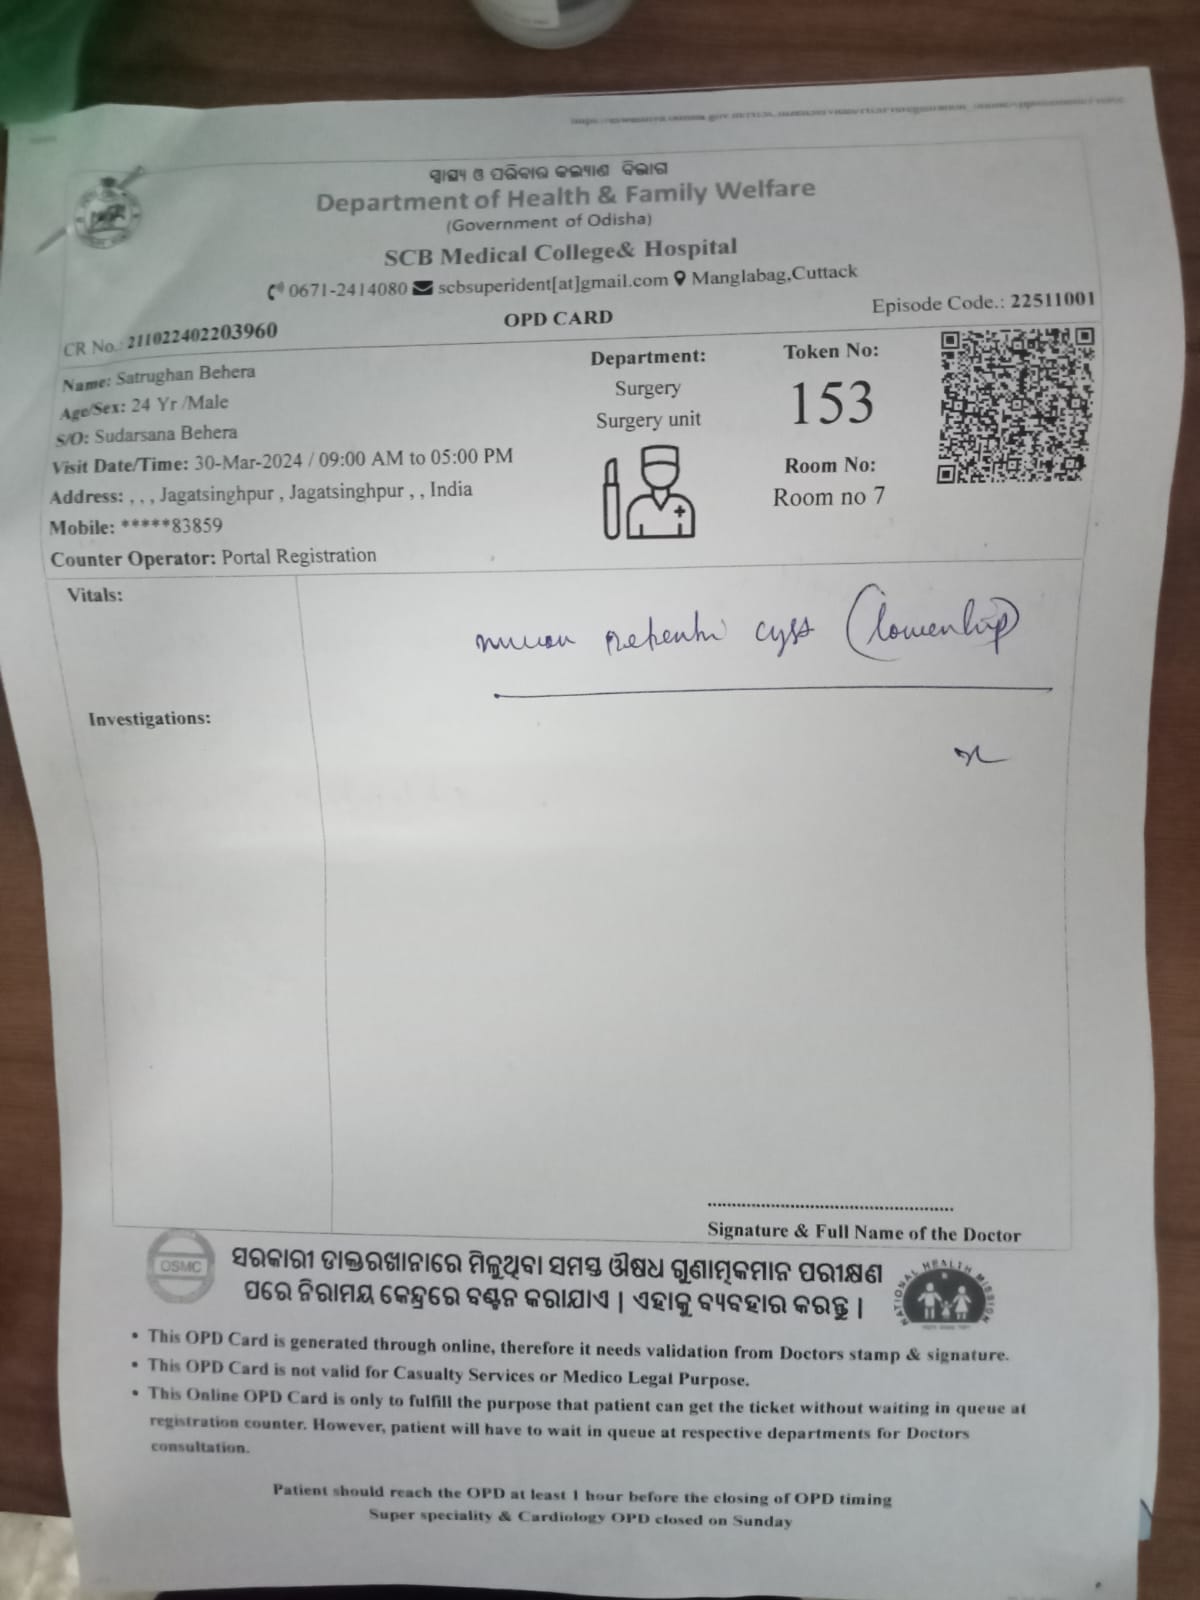 ସ୍ୱାସ୍ଥ୍ୟ ଓ ପରିବାର କଲ୍ୟାଣ ବିଭାଗ
Department of Health & Family Welfare
(Government of Odisha)
SCB Medical College& Hospital
0671-2414080 scbsuperident[at]gmail.com Manglabag,Cuttack
CR No.: 211022402203960
OPD CARD
Episode Code.: 22511001
Name: Satrughan Behera
Age/Sex: 24 Yr /Male
S/O: Sudarsana Behera
Visit Date/Time: 30-Mar-2024 / 09:00 AM to 05:00 PM
Address: , , , Jagatsinghpur , Jagatsinghpur , , India
Mobile: *****83859
Counter Operator: Portal Registration
Department:
Surgery
Surgery unit
Token No:
153
Room No:
Room no 7
Vitals:
cyst (lowerlip)
Investigations:
Signature & Full Name of the Doctor
OSMC
ସରକାରୀ ଡାକ୍ତରଖାନାରେ ମିଳୁଥିବା ସମସ୍ତ ଔଷଧ ଗୁଣାତ୍ମକମାନ ପରୀକ୍ଷଣ
ପରେ ନିରାମୟ କେନ୍ଦ୍ରରେ ବଣ୍ଟନ କରାଯାଏ | ଏହାକୁ ବ୍ୟବହାର କରନ୍ତୁ |
NATIONAL HEALTH MISSION
• This OPD Card is generated through online, therefore it needs validation from Doctors stamp & signature.
• This OPD Card is not valid for Casualty Services or Medico Legal Purpose.
• This Online OPD Card is only to fulfill the purpose that patient can get the ticket without waiting in queue at
registration counter. However, patient will have to wait in queue at respective departments for Doctors
consultation.
Patient should reach the OPD at least 1 hour before the closing of OPD timing
Super speciality & Cardiology OPD closed on Sunday